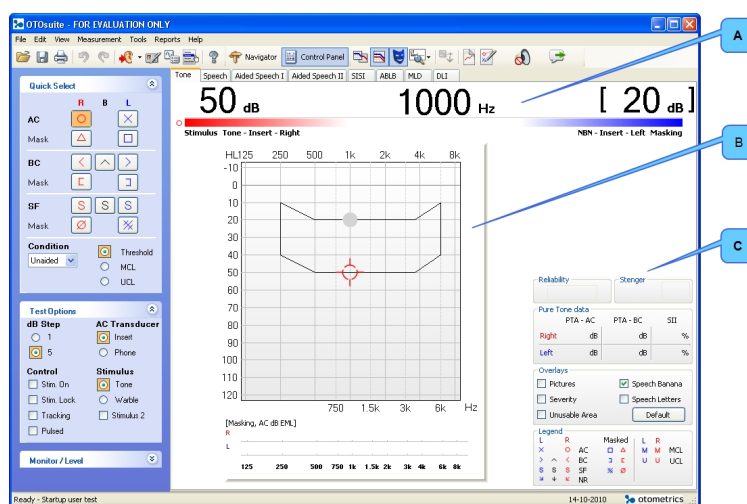 OTOsuite - FOR EVALUATION ONLY
File Edit View Measurement Tools Reports Help
Navigator Control Panel
Tone Speech Aided Speech I Aided Speech II SISI ABLB MLD DLI
A
50 dB 1000 Hz [ 20 dB ]
Stimulus Tone - Insert - Right NBN - Insert - Left Masking
Quick Select
R B L
AC
Mask
BC
Mask
SF S S S
Mask
Condition
Unaided
Threshold
MCL
UCL
Test Options
dB Step AC Transducer
1 Insert
5 Phone
Control Stimulus
Stim. On Tone
Stim. Lock Warble
Tracking Stimulus 2
Pulsed
Monitor / Level
HL 125 250 500 1k 2k 4k 8k
-10
0
10
20
30
40
50
60
70
80
90
100
110
120
750 1.5k 3k 6k Hz
[Masking, AC dB EML]
R
L
125 250 500 750 1k 1.5k 2k 3k 4k 6k 8k
B
C
Reliability Stenger
Pure Tone data
PTA - AC PTA - BC SII
Right dB dB %
Left dB dB %
Overlays
Pictures Speech Banana
Severity Speech Letters
Unusable Area Default
Legend
L R Masked L R
AC M M MCL
BC U U UCL
S S SF
NR
Ready - Startup user test 14-10-2010 otometrics